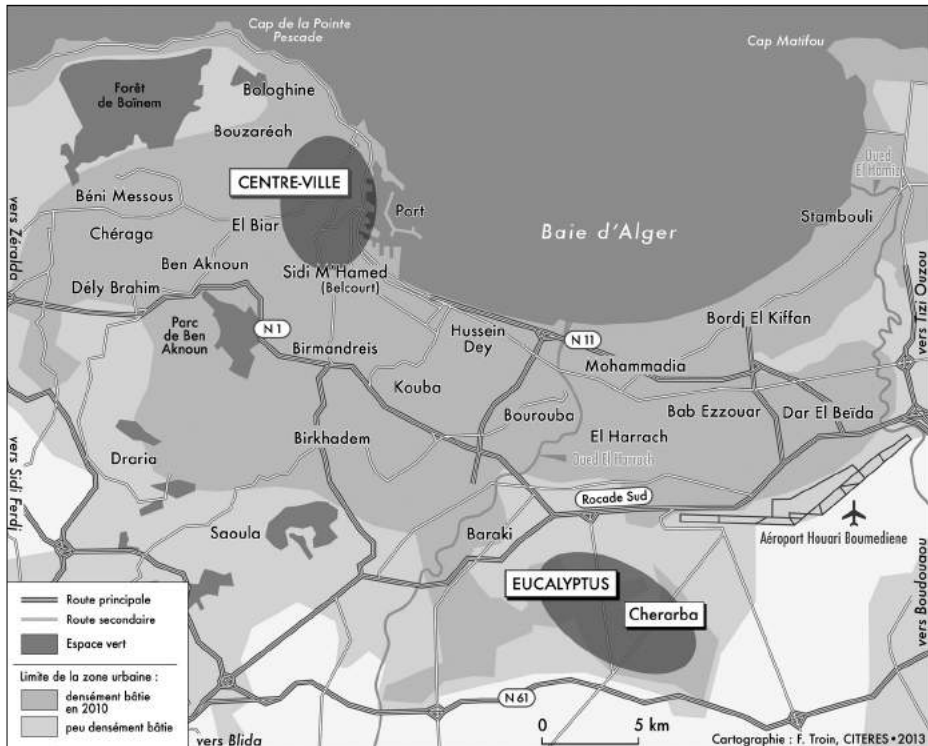 Cap de la Pointe
Pescade
Cap Matifou
Forêt
de Baïnem
Bologhine
Bouzaréah
Oued
El Hamiz
CENTRE-VILLE
Béni Messous
Port
Stambouli
vers Zéralda
Chéraga
El Biar
Baie d'Alger
Ben Aknoun
Sidi M'Hamed
(Belcourt)
Dély Brahim
vers Tizi Ouzou
Parc
de Ben
Aknoun
N 1
Hussein
Dey
Bordj El Kiffan
N 11
Birmandreis
Mohammadia
Kouba
Bab Ezzouar
Dar El Beïda
Bourouba
Birkhadem
El Harrach
Oued El Harrach
vers Sidi Ferdj
Draria
Rocade Sud
Saoula
Baraki
Aéroport Houari Boumediene
EUCALYPTUS
Cherarba
vers Boudouaou
Route principale
Route secondaire
Espace vert
Limite de la zone urbaine :
densément bâtie
en 2010
peu densément bâtie
N 61
0 5 km
vers Blida
Cartographie : F. Troin, CITERES • 2013